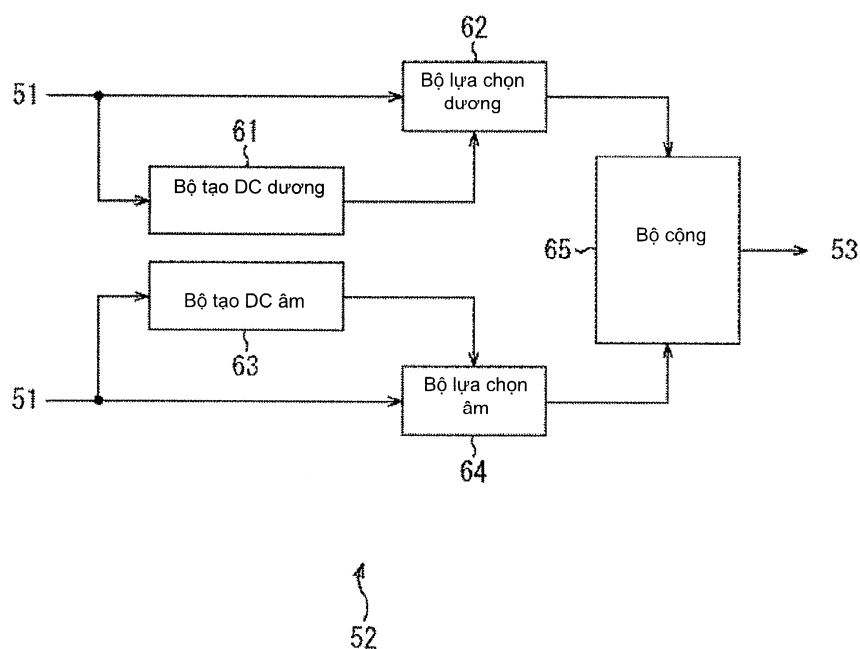 62
51
Bộ lựa chọn
dương
61
Bộ tạo DC dương
65
Bộ cộng
53
Bộ tạo DC âm
63
51
Bộ lựa chọn
âm
64
52